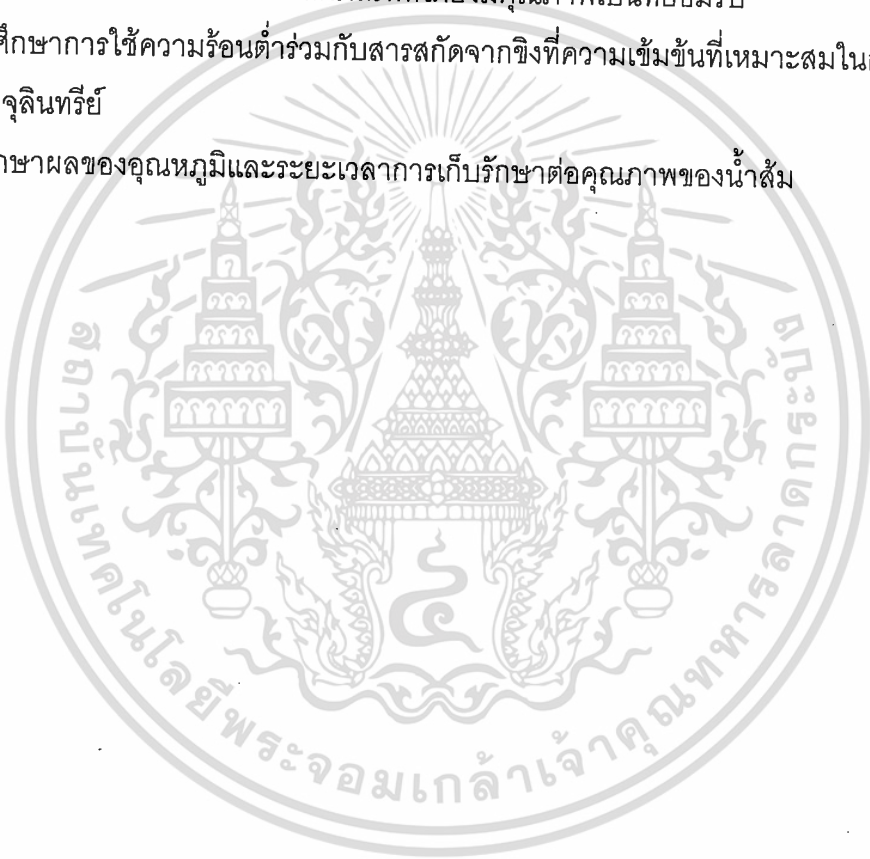 ศึกษาการใช้ความร้อนต่ำร่วมกับสารสกัดจากขิงที่ความเข้มข้นที่เหมาะสมใน
จุลินทรีย์
ษาผลของอุณหภูมิและระยะเวลาการเก็บรักษาต่อคุณภาพของน้ำส้ม
สถาบันเทคโนโลยีพระจอมเกล้าเจ้าคุณทหารลาดกระบัง